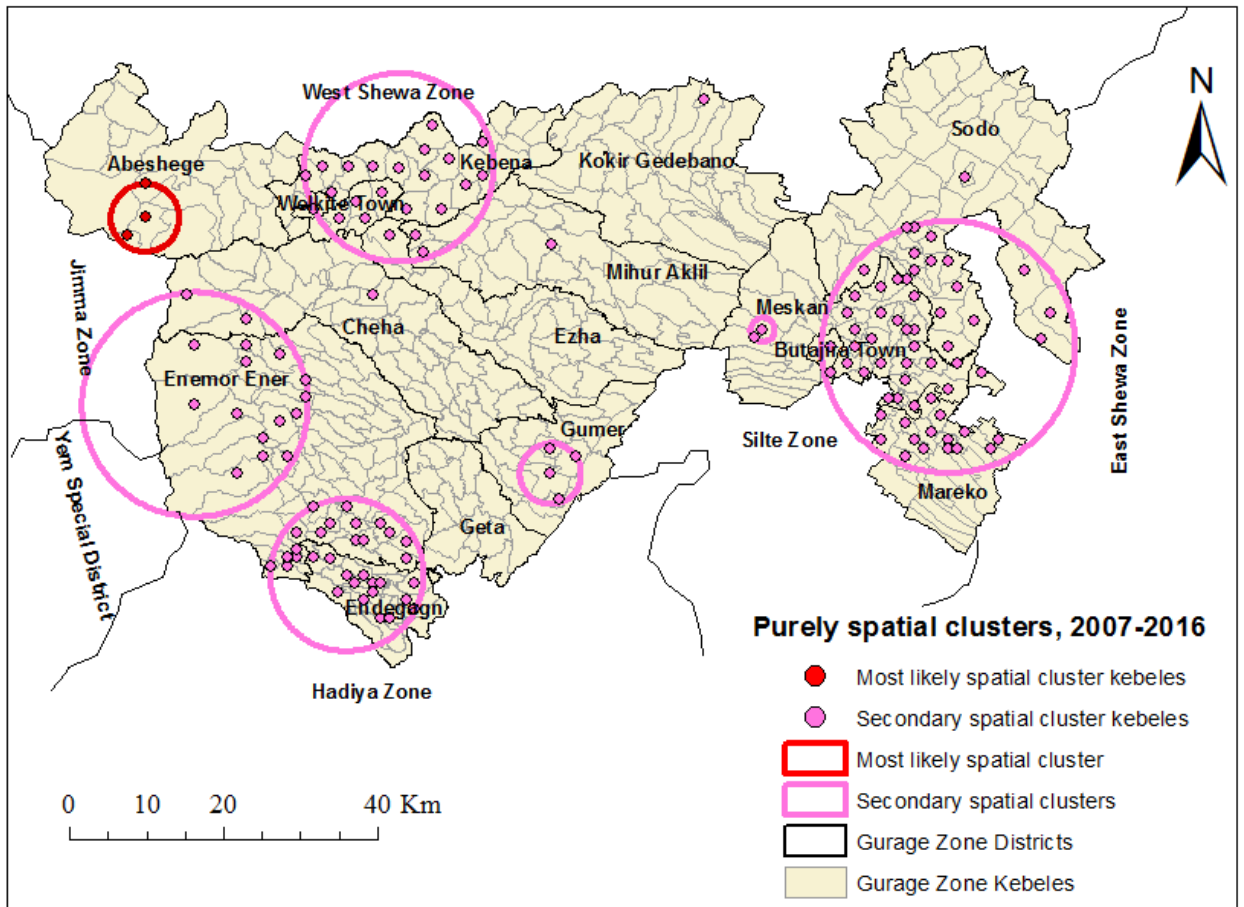 West Shewa Zone
N
Sodo
Abeshege
Kebena
Kokir Gedebano
Welkite Town
Jimma Zone
Mihur Aklil
Meskan
Cheha
Ezha
Butajira Town
Enemor Ener
East Shewa Zone
Gumer
Silte Zone
Yem Special District
Mareko
Geta
Endegagn
Hadiya Zone
Purely spatial clusters, 2007-2016
Most likely spatial cluster kebeles
Secondary spatial cluster kebeles
Most likely spatial cluster
Secondary spatial clusters
Gurage Zone Districts
Gurage Zone Kebeles
0 10 20 40 Km